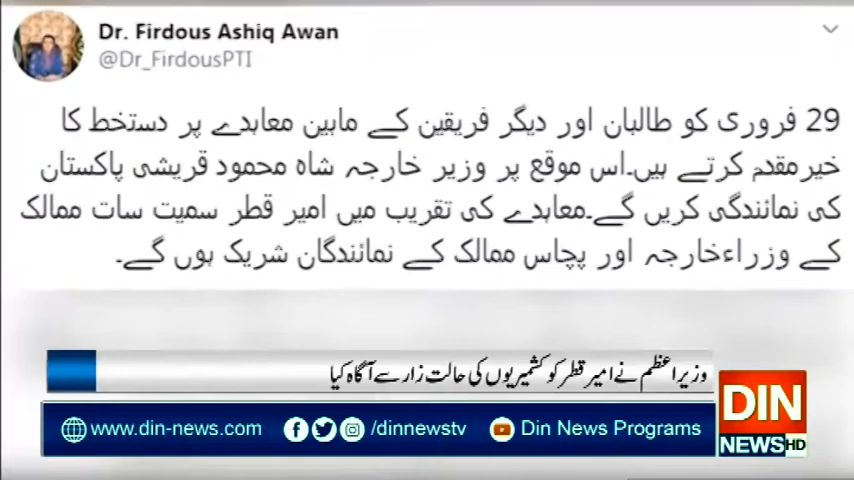 Dr. Firdous Ashiq Awan
@Dr_FirdousPTI
29 فروری کو طالبان اور دیگر فریقین کے مابین معاہدے پر دستخط کا
خیرمقدم کرتے ہیں۔اس موقع پر وزیر خارجہ شاہ محمود قریشی پاکستان
کی نمائندگی کریں گے۔معاہدے کی تقریب میں امیر قطر سمیت سات ممالک
کے وزراءخارجہ اور پچاس ممالک کے نمائندگان شریک ہوں گے۔
وزیراعظم نے امیر قطر کو کشمیریوں کی حالت زار سے آگاہ کیا
www.din-news.com /dinnewstv Din News Programs
DIN
NEWS HD